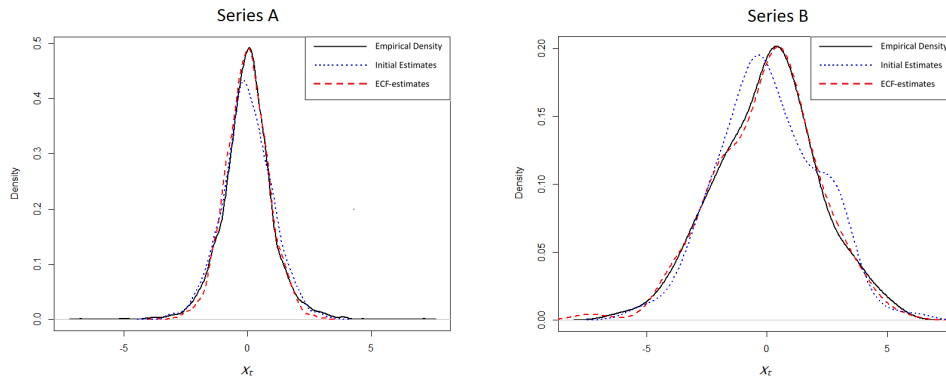 Series A
Series B
Empirical Density
Initial Estimates
ECF-estimates
Density
0.0
0.1
0.2
0.3
0.4
0.5
-5
0
5
Xt
Empirical Density
Initial Estimates
ECF-estimates
Density
0.00
0.05
0.10
0.15
0.20
-5
0
5
Xt